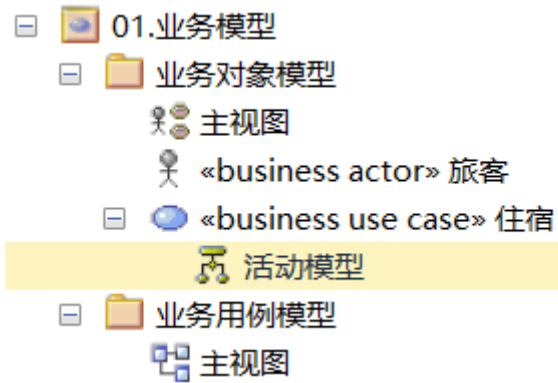 01.业务模型
业务对象模型
主视图
«business actor» 旅客
«business use case» 住宿
活动模型
业务用例模型
主视图